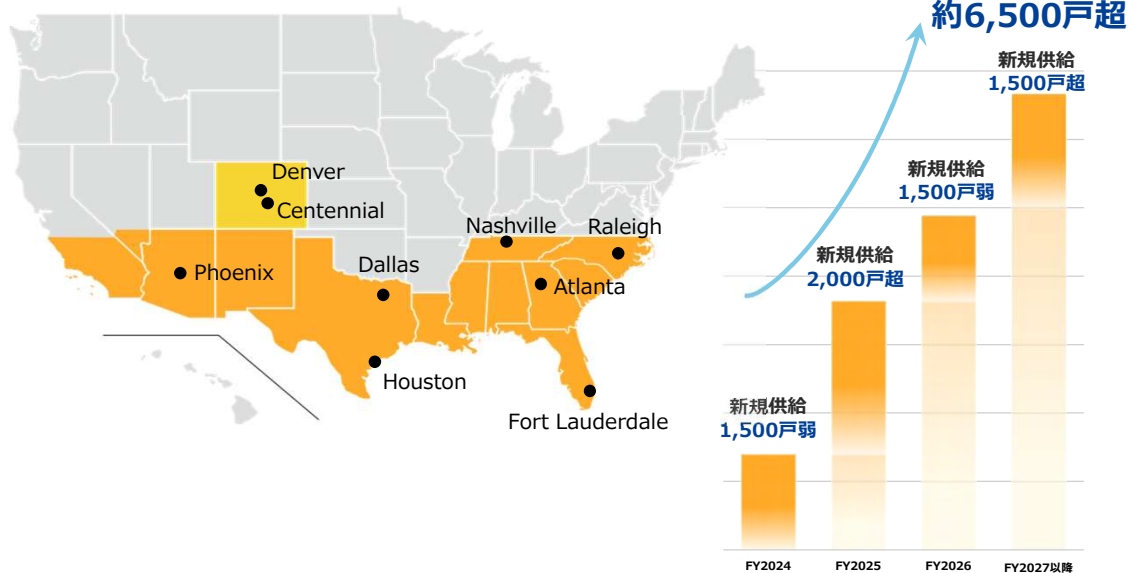 約6,500戸超
新規供給
1,500戸超
新規供給
1,500戸弱
新規供給
2,000戸超
新規供給
1,500戸弱
Denver
Centennial
Nashville
Raleigh
Phoenix
Dallas
Atlanta
Houston
Fort Lauderdale
FY2024
FY2025
FY2026
FY2027以降